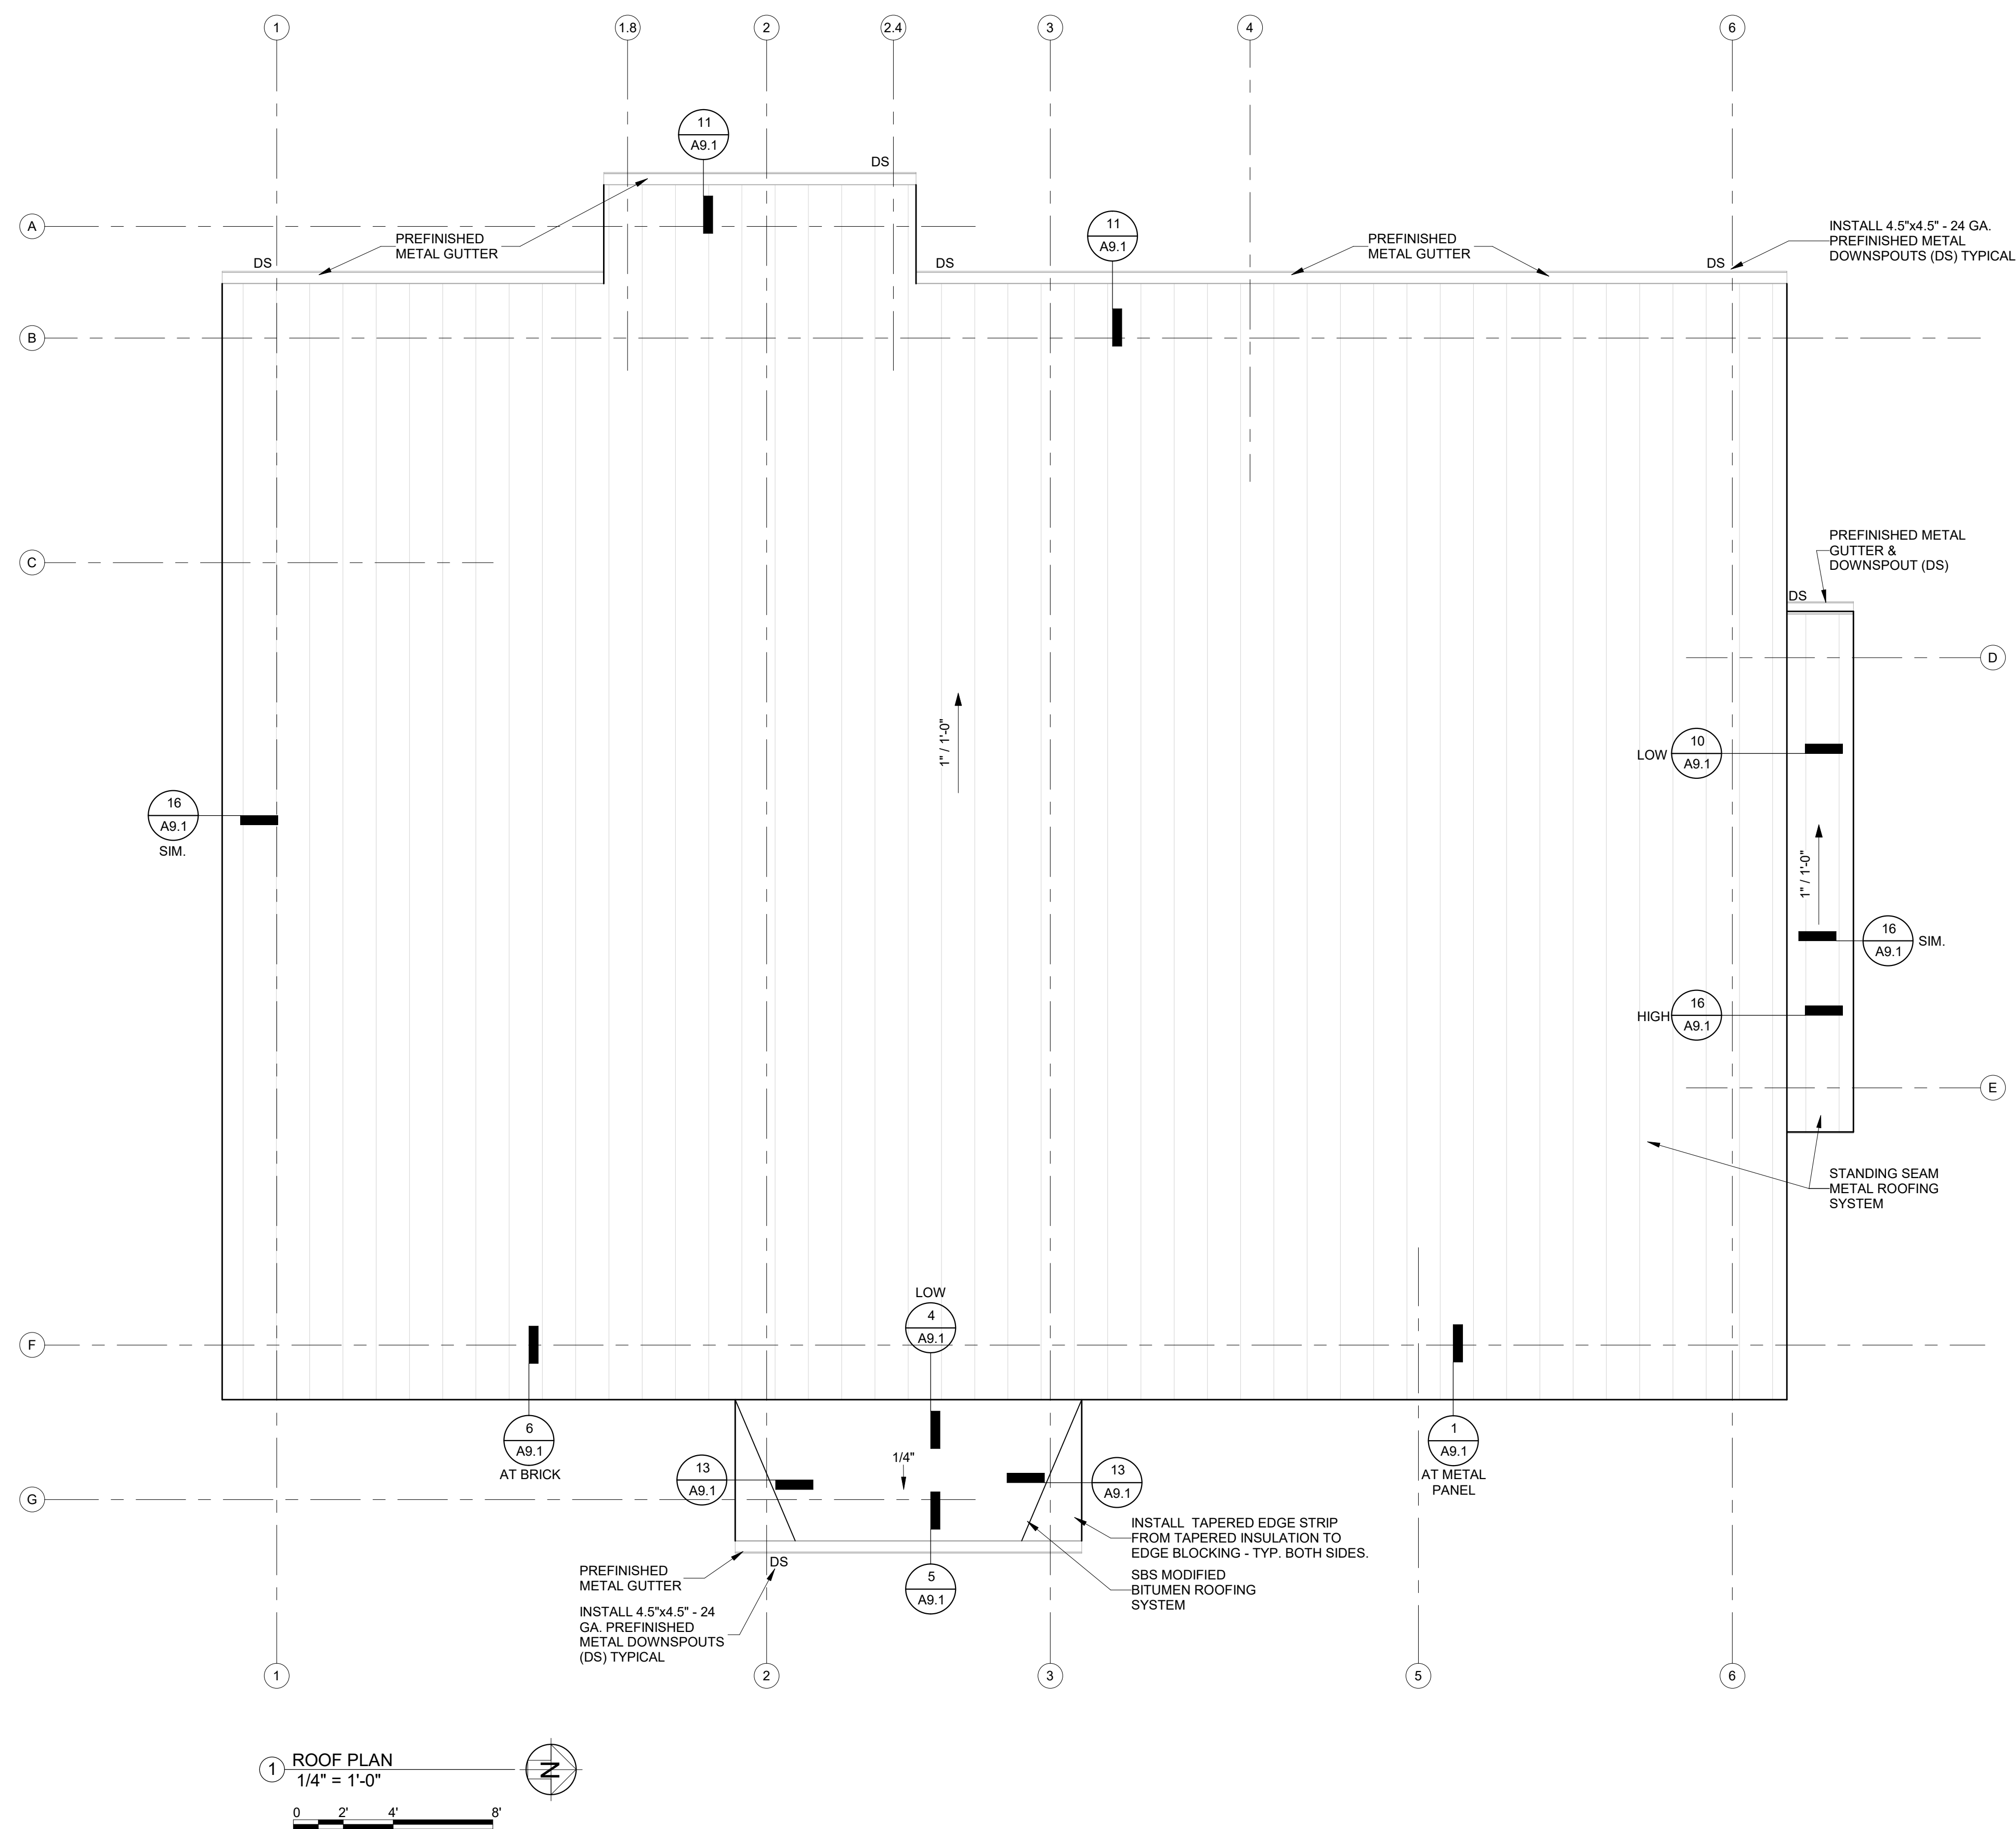 1
1.8
2
2.4
3
4
6
11
A9.1
DS
A
PREFINISHED
METAL GUTTER
DS
11
A9.1
DS
PREFINISHED
METAL GUTTER
DS
INSTALL 4.5"x4.5" - 24 GA.
PREFINISHED METAL
DOWNSPOUTS (DS) TYPICAL
B
C
PREFINISHED METAL
GUTTER &
DOWNSPOUT (DS)
DS
D
1" / 1'-0"
LOW
10
A9.1
16
A9.1
SIM.
1" / 1'-0"
16
A9.1
SIM.
HIGH
16
A9.1
E
STANDING SEAM
METAL ROOFING
SYSTEM
LOW
4
A9.1
F
6
A9.1
AT BRICK
1
A9.1
AT METAL
PANEL
13
A9.1
1/4"
13
A9.1
G
INSTALL TAPERED EDGE STRIP
FROM TAPERED INSULATION TO
EDGE BLOCKING - TYP. BOTH SIDES.
SBS MODIFIED
BITUMEN ROOFING
SYSTEM
PREFINISHED
METAL GUTTER
DS
5
A9.1
INSTALL 4.5"x4.5" - 24
GA. PREFINISHED
METAL DOWNSPOUTS
(DS) TYPICAL
1
2
3
5
6
1
ROOF PLAN
1/4" = 1'-0"
N
0
2'
4'
8'